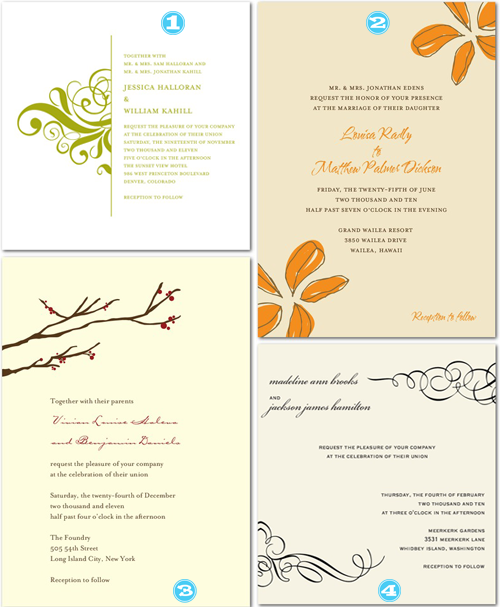 1
TOGETHER WITH
MR. & MRS. SAM HALLORAN AND
MR. & MRS. JONATHAN KAHILL
JESSICA HALLORAN
&
WILLIAM KAHILL
REQUEST THE PLEASURE OF YOUR COMPANY
AT THE CELEBRATION OF THEIR UNION
SATURDAY, THE NINETEENTH OF NOVEMBER
TWO THOUSAND AND ELEVEN
FIVE O'CLOCK IN THE AFTERNOON
THE SUNSET VIEW MOTEL
986 WEST PRINCETON BOULEVARD
DENVER, COLORADO
RECEPTION TO FOLLOW
2
MR. & MRS. JONATHAN EDENS
REQUEST THE HONOR OF YOUR PRESENCE
AT THE MARRIAGE OF THEIR DAUGHTER
Louisa Radly
to
Matthew Palmer Dickson
FRIDAY, THE TWENTY-FIFTH OF JUNE
TWO THOUSAND AND TEN
HALF PAST SEVEN O'CLOCK IN THE EVENING
GRAND WAILEA RESORT
3850 WAILEA DRIVE
WAILEA, HAWAII
Reception to follow
Together with their parents
Vivian Louise Halena
and Benjamin Daniels
request the pleasure of your company
at the celebration of their union
Saturday, the twenty-fourth of December
two thousand and eleven
half past four o'clock in the afternoon
The Foundry
505 54th Street
Long Island City, New York
Reception to follow
3
madeline ann brooks
AND
jackson james hamilton
REQUEST THE PLEASURE OF YOUR COMPANY
AT THE CELEBRATION OF THEIR UNION
THURSDAY, THE FOURTH OF FEBRUARY
TWO THOUSAND AND TEN
AT THREE O'CLOCK IN THE AFTERNOON
MEERKERK GARDENS
3531 MEERKERK LANE
WHIDBEY ISLAND, WASHINGTON
RECEPTION TO FOLLOW
4